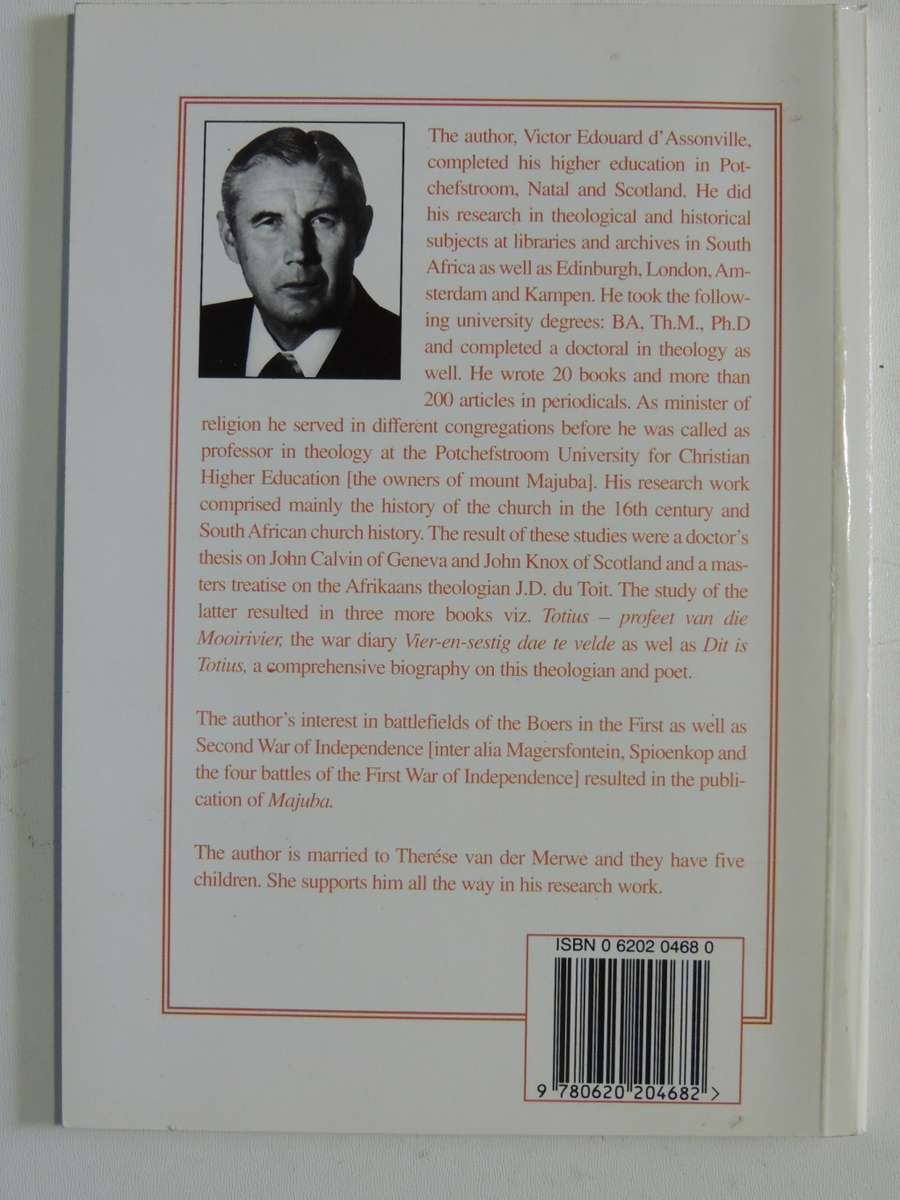 The author, Victor Edouard d'Assonville,
completed his higher education in Pot-
chefstroom, Natal and Scotland. He did
his research in theological and historical
subjects at libraries and archives in South
Africa as well as Edinburgh, London, Am-
sterdam and Kampen. He took the follow-
ing university degrees: BA, Th.M., Ph.D
and completed a doctoral in theology as
well. He wrote 20 books and more than
200 articles in periodicals. As minister of
religion he served in different congregations before he was called as
professor in theology at the Potchefstroom University for Christian
Higher Education [the owners of mount Majuba]. His research work
comprised mainly the history of the church in the 16th century and
South African church history. The result of these studies were a doctor's
thesis on John Calvin of Geneva and John Knox of Scotland and a mas-
ters treatise on the Afrikaans theologian J.D. du Toit. The study of the
latter resulted in three more books viz. Totius – profeet van die
Mooirivier, the war diary Vier-en-sestig dae te velde as wel as Dit is
Totius, a comprehensive biography on this theologian and poet.
The author's interest in battlefields of the Boers in the First as well as
Second War of Independence [inter alia Magersfontein, Spioenkop and
the four battles of the First War of Independence] resulted in the publi-
cation of Majuba.
The author is married to Therése van der Merwe and they have five
children. She supports him all the way in his research work.
ISBN 0 6202 0468 0
9 780620 204682 >